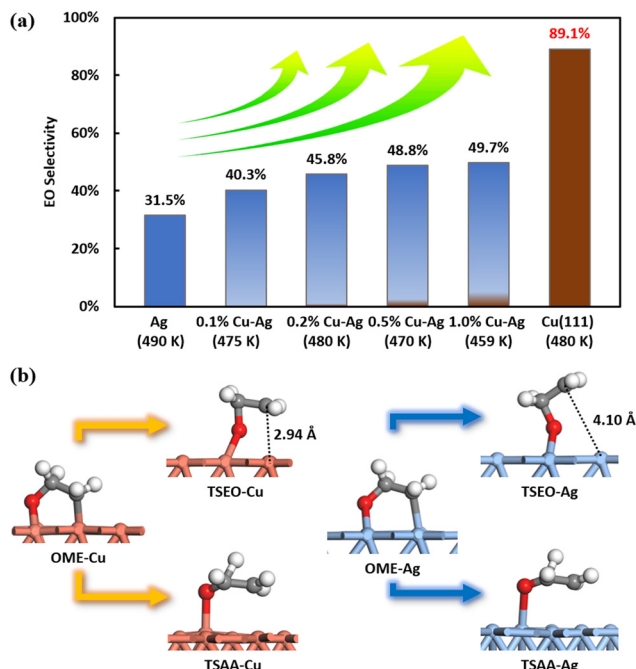 (a)
100%
89.1%
80%
60%
EO Selectivity
49.7%
48.8%
45.8%
40.3%
40%
31.5%
20%
0%
Ag 0.1% Cu-Ag 0.2% Cu-Ag 0.5% Cu-Ag 1.0% Cu-Ag Cu(111)
(490 K) (475 K) (480 K) (470 K) (459 K) (480 K)
(b)
2.94 Å
4.10 Å
TSEO-Cu
TSEO-Ag
OME-Cu
OME-Ag
TSAA-Cu
TSAA-Ag